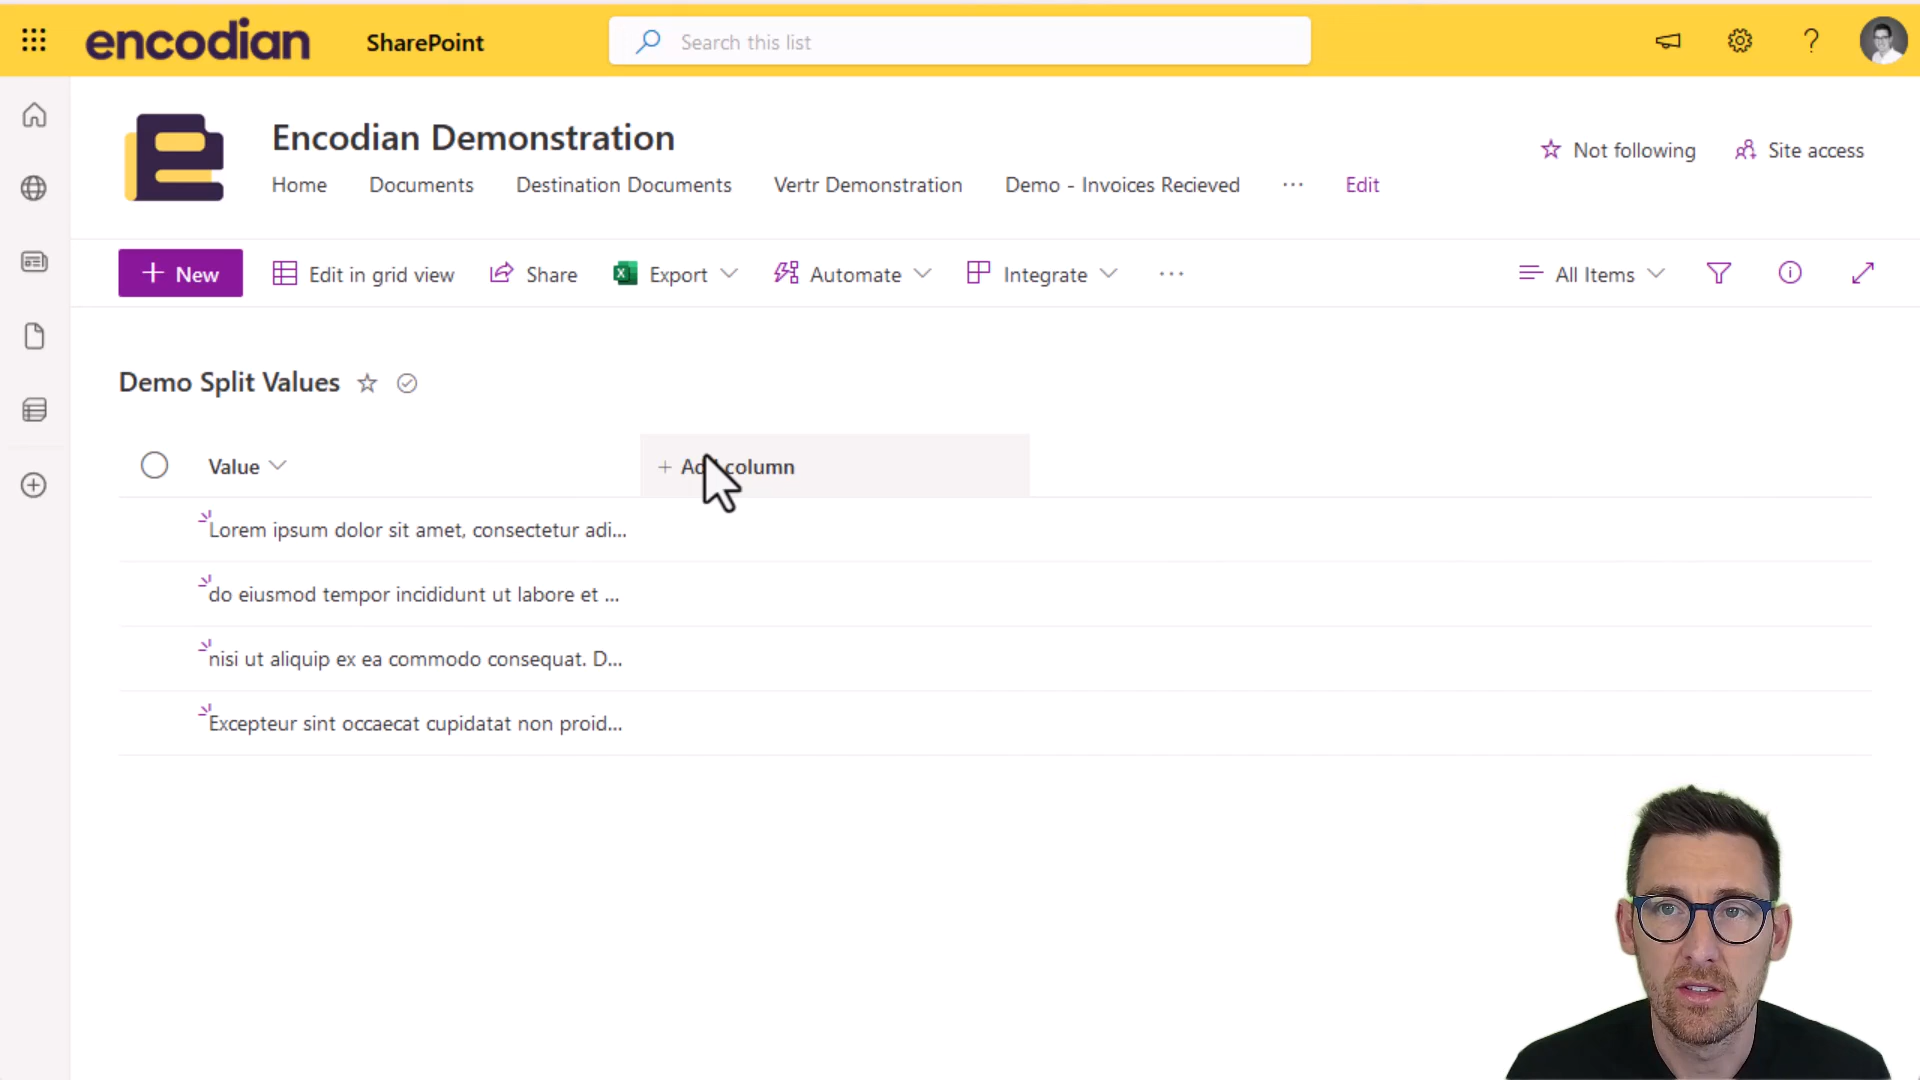 encodian SharePoint Search this list
Encodian Demonstration
Not following Site access
Home Documents Destination Documents Vertr Demonstration Demo - Invoices Recieved ... Edit
+ New Edit in grid view Share Export Automate Integrate ... All Items
Demo Split Values
Value + Add column
Lorem ipsum dolor sit amet, consectetur adi...
do eiusmod tempor incididunt ut labore et ...
nisi ut aliquip ex ea commodo consequat. D...
Excepteur sint occaecat cupidatat non proid...